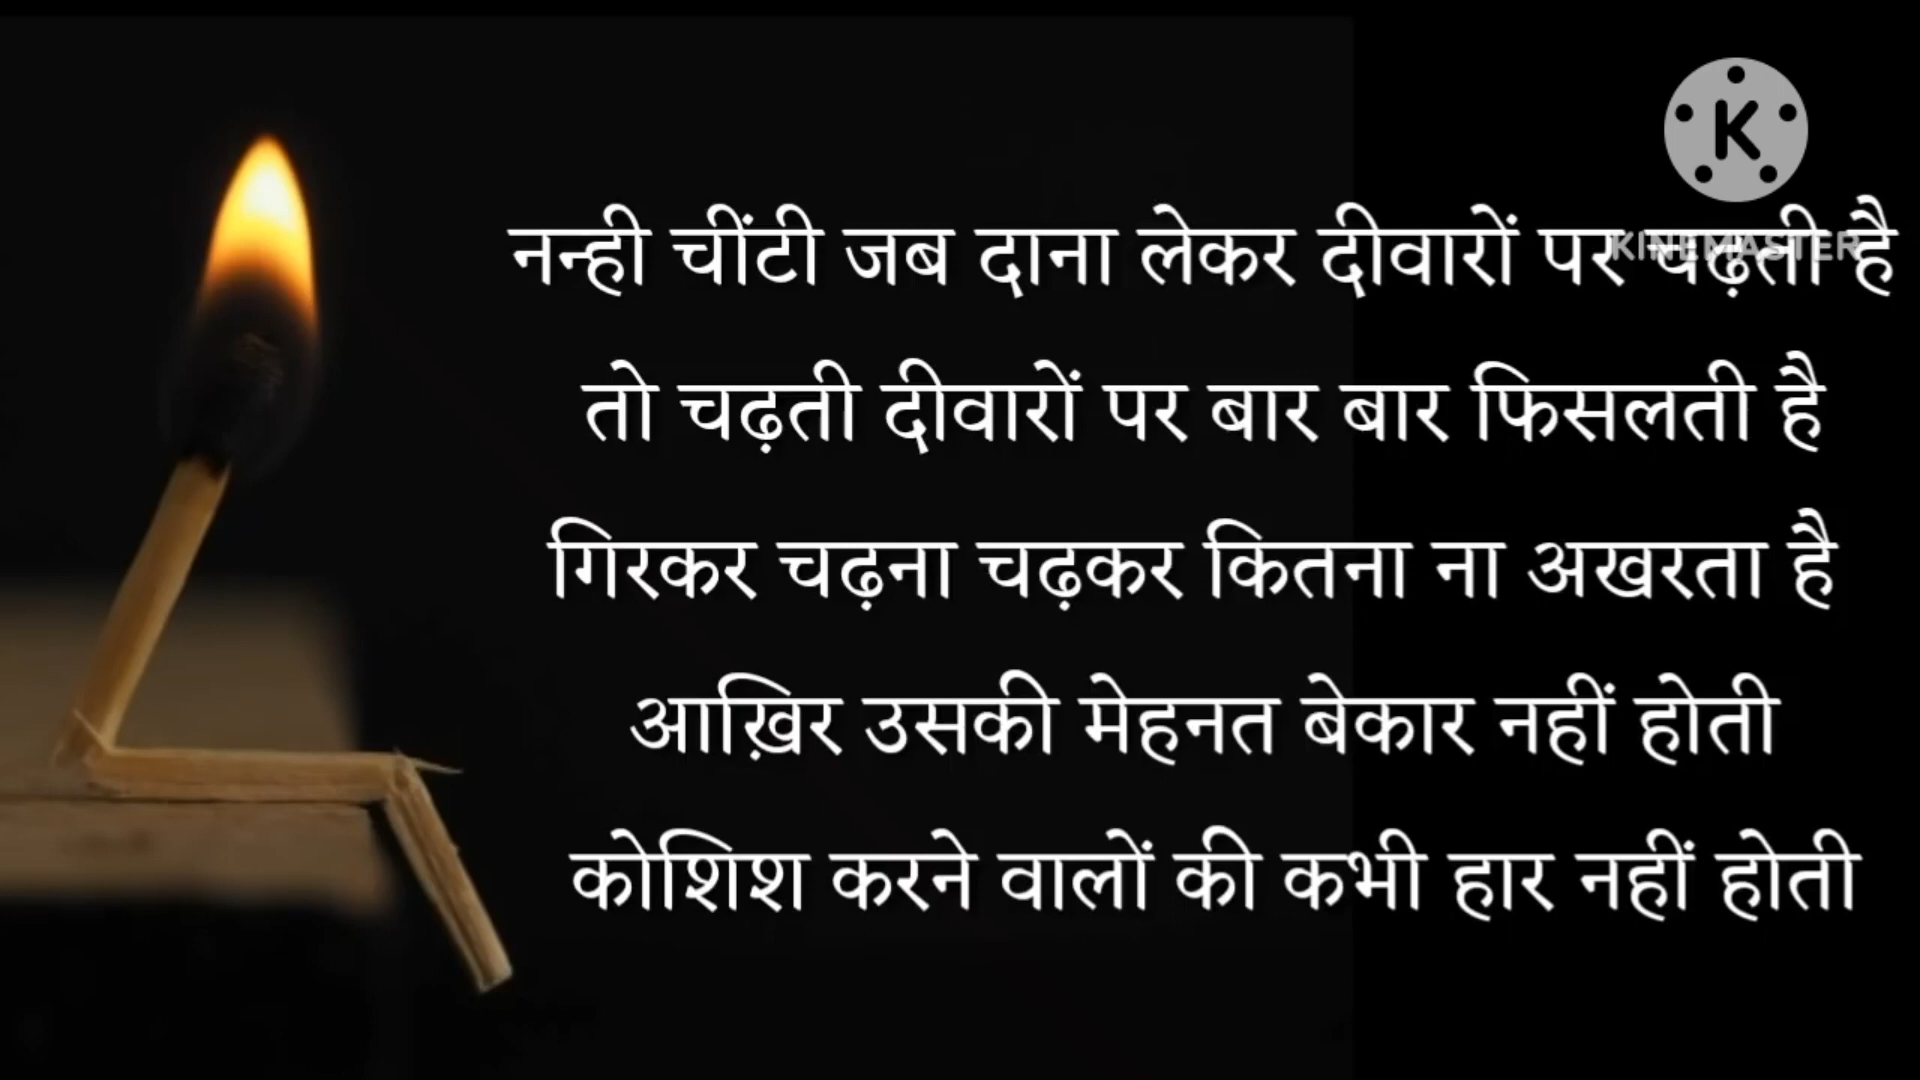 K
KINEMASTER
नन्ही चींटी जब दाना लेकर दीवारों पर चढ़ती है
तो चढ़ती दीवारों पर बार बार फिसलती है
गिरकर चढ़ना चढ़कर कितना ना अखरता है
आख़िर उसकी मेहनत बेकार नहीं होती
कोशिश करने वालों की कभी हार नहीं होती